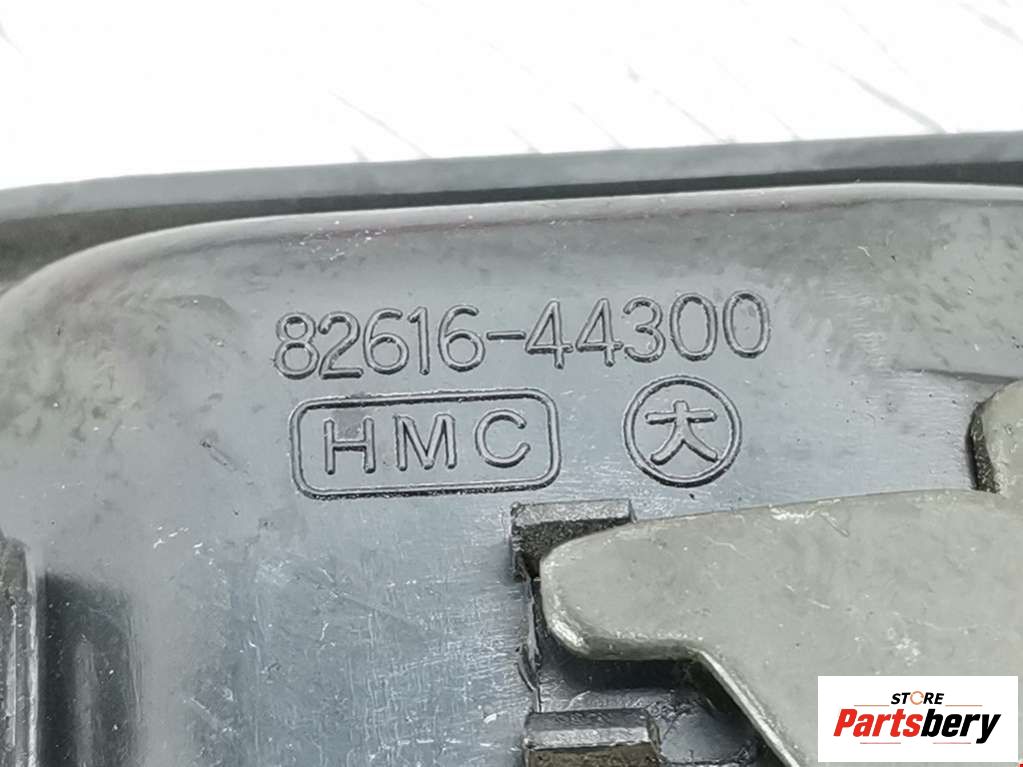 82616-44300
HMC 大
STORE
Partsbery